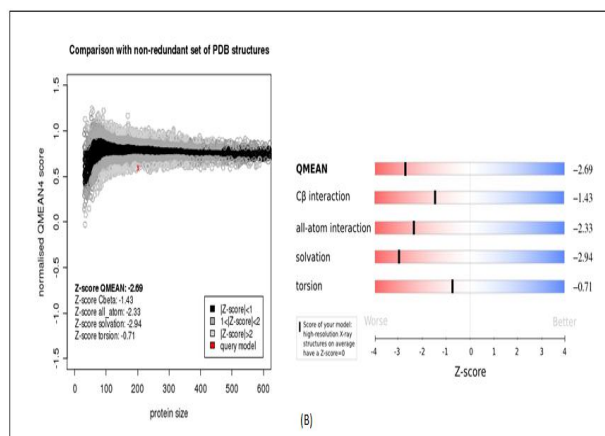 Comparison with non-redundant set of PDB structures
normalised QMEAN4 score
1.5
1.0
0.5
0.0
-0.5
-1.0
-1.5
Z-score QMEAN: -2.69
Z-score Cbeta: -1.43
Z-score all_atom: -2.33
Z-score solvation: -2.94
Z-score torsion: -0.71
|Z-score|<1
1<|Z-score|<2
|Z-score|>2
query model
0 100 200 300 400 500 600
protein size
QMEAN -2.69
Cβ interaction -1.43
all-atom interaction -2.33
solvation -2.94
torsion -0.71
Score of your model:
high-resolution X-ray
structures on average
have a Z-score=0
Worse Better
-4 -3 -2 -1 0 1 2 3 4
Z-score
(B)